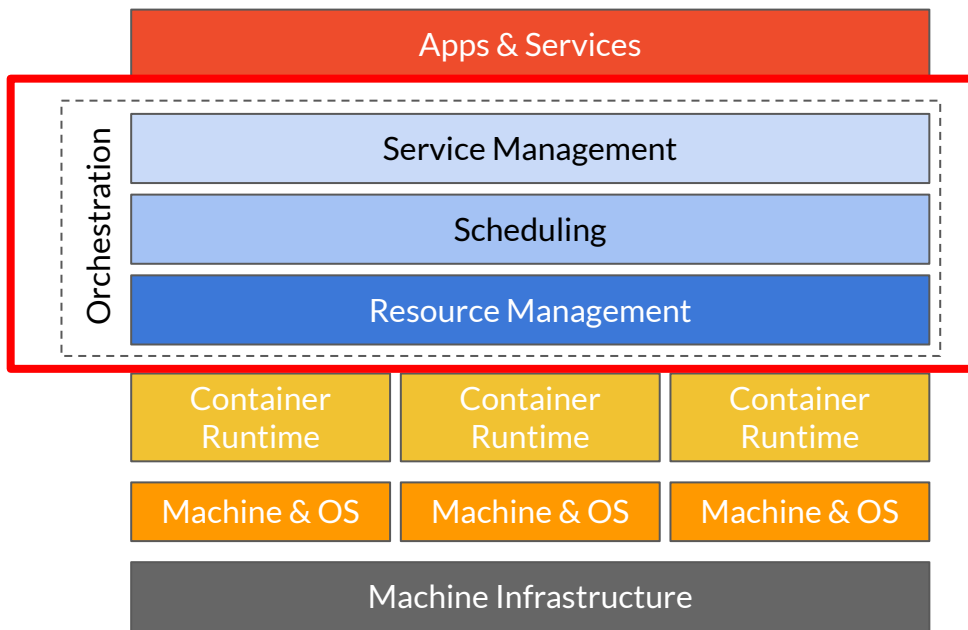 Apps & Services
Orchestration
Service Management
Scheduling
Resource Management
Container
Runtime
Container
Runtime
Container
Runtime
Machine & OS
Machine & OS
Machine & OS
Machine Infrastructure